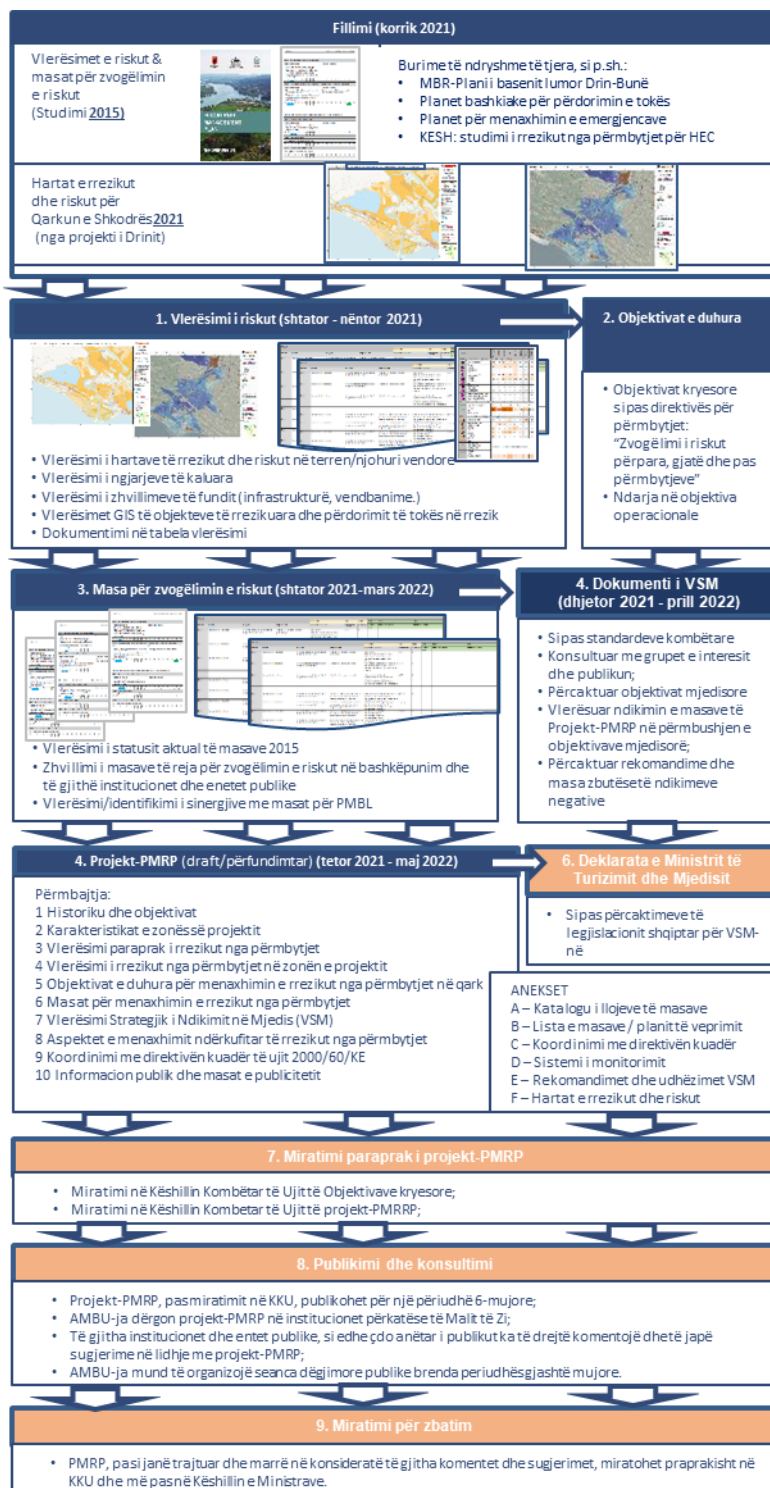 Fillimi (korrik 2021)
Vlerësimet e riskut &
masat për zvogëlimin
e riskut
(Studimi 2015)
Burime të ndryshme të tjera, si p.sh.:
• MBR-Plani i basenit lumor Drin-Bunë
• Planet bashkiake për përdorimin e tokës
• Planet për menaxhimin e emergjencave
• KESH: studimi i rrezikut nga përmbytjet për HEC
Hartat e rrezikut
dhe riskut për
Qarkun e Shkodrës 2021
(nga projekti i Drinit)
1. Vlerësimi i riskut (shtator - nëntor 2021)
• Vlerësimi i hartave të rrezikut dhe riskut në terren/njohuri vendore
• Vlerësimi i ngjarjeve të kaluara
• Vlerësimi i zhvillimeve të fundit (infrastrukturë, vendbanime.)
• Vlerësimet GIS të objekteve të rrezikuara dhe përdorimit të tokës në rrezik
• Dokumentimi në tabela vlerësimi
2. Objektivat e duhura
• Objektivat kryesore
sipas direktivës për
përmbytjet:
“Zvogëlimi i riskut
përpara, gjatë dhe pas
përmbytjeve”
• Ndarja në objektiva
operacionale
3. Masa për zvogëlimin e riskut (shtator 2021-mars 2022)
• Vlerësimi i statusit aktual të masave 2015
• Zhvillimi i masave të reja për zvogëlimin e riskut në bashkëpunim dhe
të gjithë institucionet dhe enetet publike
• Vlerësimi/identifikimi i sinergjive me masat për PMBL
4. Dokumenti i VSM
(dhjetor 2021 - prill 2022)
• Sipas standardeve kombëtare
• Konsultuar me grupet e interesit
dhe publikun;
• Përcaktuar objektivat mjedisore
• Vlerësuar ndikimin e masave të
Projekt-PMRP në përmbushjen e
objektivave mjedisorë;
• Përcaktuar rekomandime dhe
masa zbutëse të ndikimeve
negative
4. Projekt-PMRP (draft/përfundimtar) (tetor 2021 - maj 2022)
Përmbajtja:
1 Historiku dhe objektivat
2 Karakteristikat e zonës së projektit
3 Vlerësimi paraprak i rrezikut nga përmbytjet
4 Vlerësimi i rrezikut nga përmbytjet në zonën e projektit
5 Objektivat e duhura për menaxhimin e rrezikut nga përmbytjet në qark
6 Masat për menaxhimin e rrezikut nga përmbytjet
7 Vlerësimi Strategjik i Ndikimit në Mjedis (VSM)
8 Aspektet e menaxhimit ndërkufitar të rrezikut nga përmbytjet
9 Koordinimi me direktivën kuadër të ujit 2000/60/KE
10 Informacion publik dhe masat e publicitetit
6. Deklarata e Ministrit të
Turizimit dhe Mjedisit
• Sipas përcaktimeve të
legjislacionit shqiptar për VSM-
në
ANEKSET
A – Katalogu i llojeve të masave
B – Lista e masave / planit të veprimit
C – Koordinimi me direktivën kuadër
D – Sistemi i monitorimit
E – Rekomandimet dhe udhëzimet VSM
F – Hartat e rrezikut dhe riskut
7. Miratimi paraprak i projekt-PMRP
• Miratimi në Këshillin Kombëtar të Ujit të Objektivave kryesore;
• Miratimi në Këshillin Kombetar të Ujit të projekt-PMRRP;
8. Publikimi dhe konsultimi
• Projekt-PMRP, pas miratimit në KKU, publikohet për një periudhë 6-mujore;
• AMBU-ja dërgon projekt-PMRP në institucionet përkatëse të Malit të Zi;
• Të gjitha institucionet dhe entet publike, si edhe çdo anëtar i publikut ka të drejtë komentojë dhe të japë
sugjerime në lidhje me projekt-PMRP;
• AMBU-ja mund të organizojë seanca dëgjimore publike brenda periudhës gjashtë mujore.
9. Miratimi për zbatim
• PMRP, pasi janë trajtuar dhe marrë në konsideratë të gjitha komentet dhe sugjerimet, miratohet praprakisht në
KKU dhe më pas në Këshillin e Ministrave.